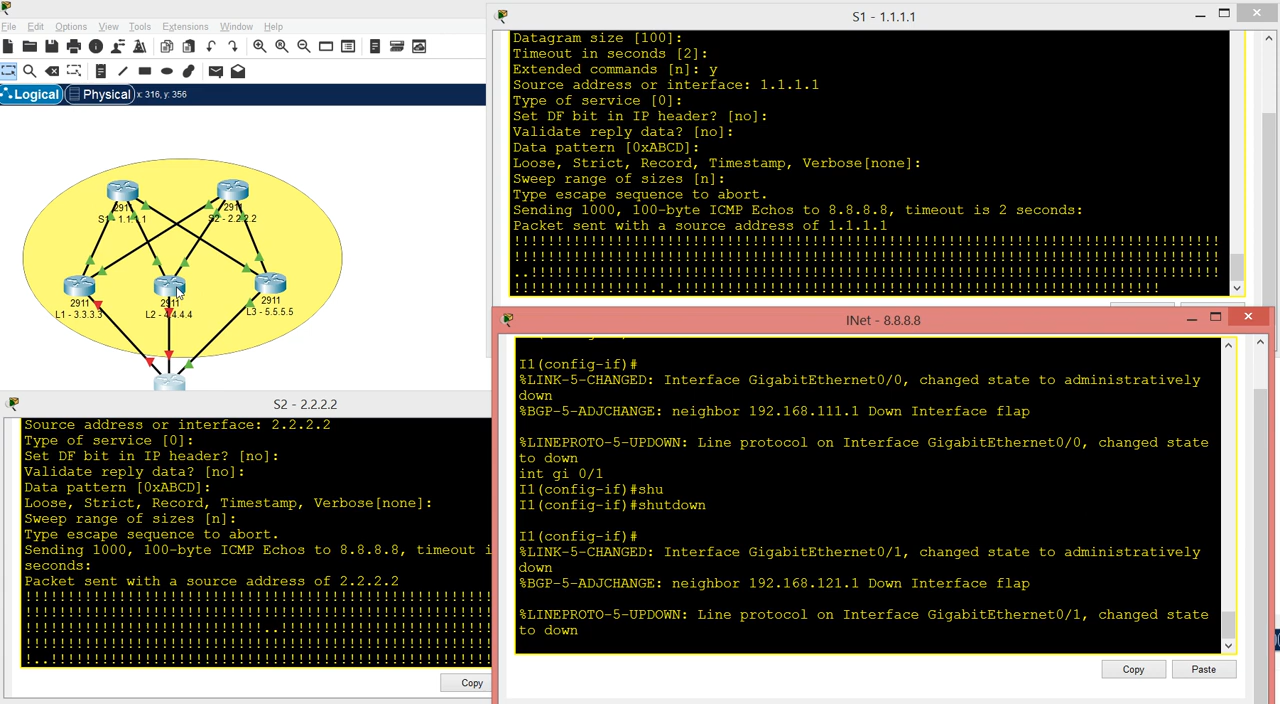 File Edit Options View Tools Extensions Window Help
Logical Physical x: 316, y: 356
2911
S1 - 1.1.1.1
2911
S2 - 2.2.2.2
2911
L1 - 3.3.3.3
2911
L2 - 4.4.4.4
2911
L3 - 5.5.5.5
S1 - 1.1.1.1
Datagram size [100]:
Timeout in seconds [2]:
Extended commands [n]: y
Source address or interface: 1.1.1.1
Type of service [0]:
Set DF bit in IP header? [no]:
Validate reply data? [no]:
Data pattern [0xABCD]:
Loose, Strict, Record, Timestamp, Verbose[none]:
Sweep range of sizes [n]:
Type escape sequence to abort.
Sending 1000, 100-byte ICMP Echos to 8.8.8.8, timeout is 2 seconds:
Packet sent with a source address of 1.1.1.1
S2 - 2.2.2.2
Source address or interface: 2.2.2.2
Type of service [0]:
Set DF bit in IP header? [no]:
Validate reply data? [no]:
Data pattern [0xABCD]:
Loose, Strict, Record, Timestamp, Verbose[none]:
Sweep range of sizes [n]:
Type escape sequence to abort.
Sending 1000, 100-byte ICMP Echos to 8.8.8.8, timeout i
seconds:
Packet sent with a source address of 2.2.2.2
Copy
INet - 8.8.8.8
I1(config-if)#
%LINK-5-CHANGED: Interface GigabitEthernet0/0, changed state to administratively
down
%BGP-5-ADJCHANGE: neighbor 192.168.111.1 Down Interface flap
%LINEPROTO-5-UPDOWN: Line protocol on Interface GigabitEthernet0/0, changed state
to down
int gi 0/1
I1(config-if)#shu
I1(config-if)#shutdown
I1(config-if)#
%LINK-5-CHANGED: Interface GigabitEthernet0/1, changed state to administratively
down
%BGP-5-ADJCHANGE: neighbor 192.168.121.1 Down Interface flap
%LINEPROTO-5-UPDOWN: Line protocol on Interface GigabitEthernet0/1, changed state
to down
Copy Paste